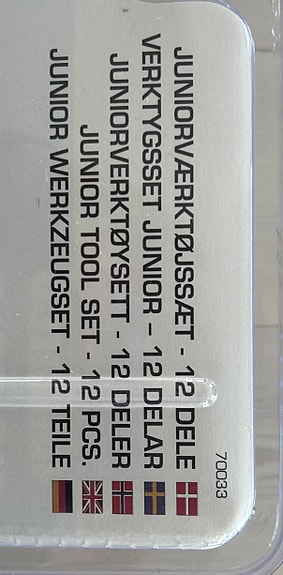 JUNIORVÆRKTØJSSÆT - 12 DELE
VERKTYGSSET JUNIOR – 12 DELAR
JUNIORVERKTØYSETT - 12 DELER
JUNIOR TOOL SET - 12 PCS.
JUNIOR WERKZEUGSET - 12 TEILE
70033